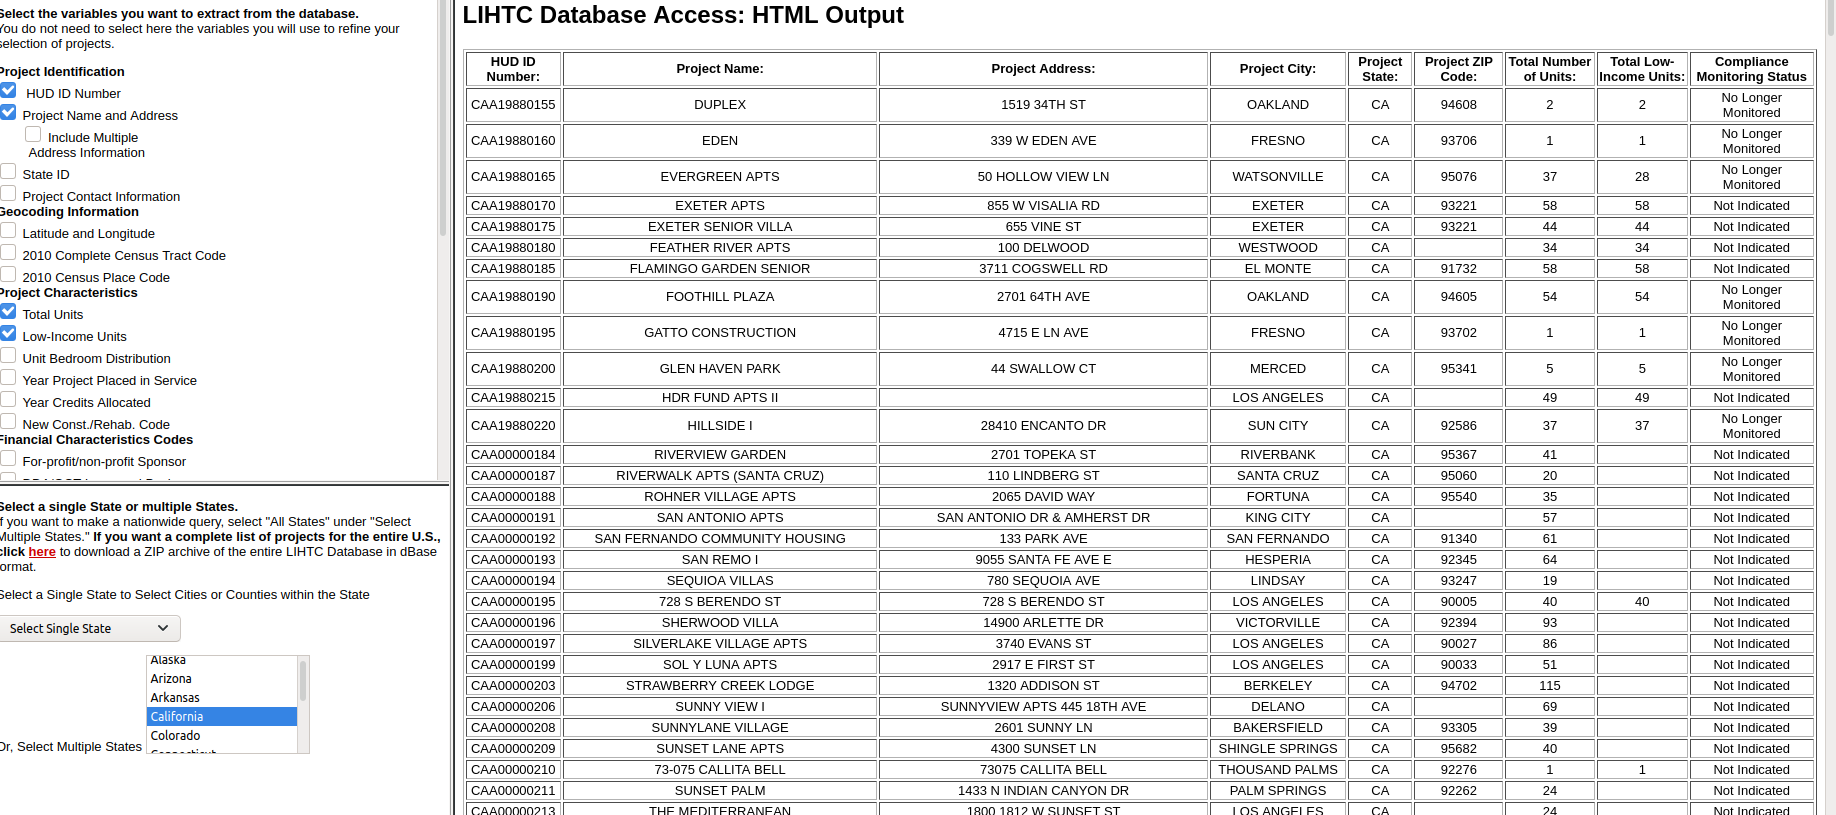 Select the variables you want to extract from the database.
You do not need to select here the variables you will use to refine your
selection of projects.
Project Identification
HUD ID Number
Project Name and Address
Include Multiple
Address Information
State ID
Project Contact Information
Geocoding Information
Latitude and Longitude
2010 Complete Census Tract Code
2010 Census Place Code
Project Characteristics
Total Units
Low-Income Units
Unit Bedroom Distribution
Year Project Placed in Service
Year Credits Allocated
New Const./Rehab. Code
Financial Characteristics Codes
For-profit/non-profit Sponsor
Select a single State or multiple States.
If you want to make a nationwide query, select "All States" under "Select
Multiple States." If you want a complete list of projects for the entire U.S.,
click here to download a ZIP archive of the entire LIHTC Database in dBase
format.
Select a Single State to Select Cities or Counties within the State
Select Single State
Alaska
Arizona
Arkansas
California
Colorado
Connecticut
Or, Select Multiple States
LIHTC Database Access: HTML Output
HUD ID Number: Project Name: Project Address: Project City: Project State: Project ZIP Code: Total Number of Units: Total Low-Income Units: Compliance Monitoring Status
CAA19880155 DUPLEX 1519 34TH ST OAKLAND CA 94608 2 2 No Longer Monitored
CAA19880160 EDEN 339 W EDEN AVE FRESNO CA 93706 1 1 No Longer Monitored
CAA19880165 EVERGREEN APTS 50 HOLLOW VIEW LN WATSONVILLE CA 95076 37 28 No Longer Monitored
CAA19880170 EXETER APTS 855 W VISALIA RD EXETER CA 93221 58 58 Not Indicated
CAA19880175 EXETER SENIOR VILLA 655 VINE ST EXETER CA 93221 44 44 Not Indicated
CAA19880180 FEATHER RIVER APTS 100 DELWOOD WESTWOOD CA 34 34 Not Indicated
CAA19880185 FLAMINGO GARDEN SENIOR 3711 COGSWELL RD EL MONTE CA 91732 58 58 Not Indicated
CAA19880190 FOOTHILL PLAZA 2701 64TH AVE OAKLAND CA 94605 54 54 No Longer Monitored
CAA19880195 GATTO CONSTRUCTION 4715 E LN AVE FRESNO CA 93702 1 1 No Longer Monitored
CAA19880200 GLEN HAVEN PARK 44 SWALLOW CT MERCED CA 95341 5 5 No Longer Monitored
CAA19880215 HDR FUND APTS II LOS ANGELES CA 49 49 Not Indicated
CAA19880220 HILLSIDE I 28410 ENCANTO DR SUN CITY CA 92586 37 37 No Longer Monitored
CAA00000184 RIVERVIEW GARDEN 2701 TOPEKA ST RIVERBANK CA 95367 41 Not Indicated
CAA00000187 RIVERWALK APTS (SANTA CRUZ) 110 LINDBERG ST SANTA CRUZ CA 95060 20 Not Indicated
CAA00000188 ROHNER VILLAGE APTS 2065 DAVID WAY FORTUNA CA 95540 35 Not Indicated
CAA00000191 SAN ANTONIO APTS SAN ANTONIO DR & AMHERST DR KING CITY CA 57 Not Indicated
CAA00000192 SAN FERNANDO COMMUNITY HOUSING 133 PARK AVE SAN FERNANDO CA 91340 61 Not Indicated
CAA00000193 SAN REMO I 9055 SANTA FE AVE E HESPERIA CA 92345 64 Not Indicated
CAA00000194 SEQUIOA VILLAS 780 SEQUOIA AVE LINDSAY CA 93247 19 Not Indicated
CAA00000195 728 S BERENDO ST 728 S BERENDO ST LOS ANGELES CA 90005 40 40 Not Indicated
CAA00000196 SHERWOOD VILLA 14900 ARLETTE DR VICTORVILLE CA 92394 93 Not Indicated
CAA00000197 SILVERLAKE VILLAGE APTS 3740 EVANS ST LOS ANGELES CA 90027 86 Not Indicated
CAA00000199 SOL Y LUNA APTS 2917 E FIRST ST LOS ANGELES CA 90033 51 Not Indicated
CAA00000203 STRAWBERRY CREEK LODGE 1320 ADDISON ST BERKELEY CA 94702 115 Not Indicated
CAA00000206 SUNNY VIEW I SUNNYVIEW APTS 445 18TH AVE DELANO CA 69 Not Indicated
CAA00000208 SUNNYLANE VILLAGE 2601 SUNNY LN BAKERSFIELD CA 93305 39 Not Indicated
CAA00000209 SUNSET LANE APTS 4300 SUNSET LN SHINGLE SPRINGS CA 95682 40 Not Indicated
CAA00000210 73-075 CALLITA BELL 73075 CALLITA BELL THOUSAND PALMS CA 92276 1 1 Not Indicated
CAA00000211 SUNSET PALM 1433 N INDIAN CANYON DR PALM SPRINGS CA 92262 24 Not Indicated
CAA00000213 THE MEDITERRANEAN 1800 1812 W SUNSET ST LOS ANGELES CA 24 Not Indicated